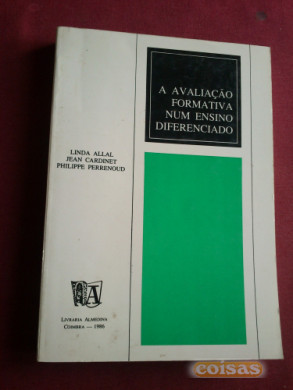 A AVALIAÇÃO
FORMATIVA
NUM ENSINO
DIFERENCIADO
LINDA ALLAL
JEAN CARDINET
PHILIPPE PERRENOUD
LIVRARIA ALMEDINA
COIMBRA — 1986
coisas